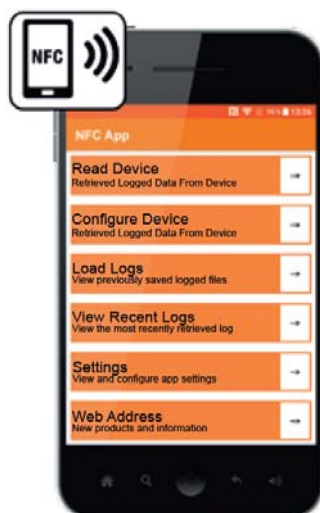 NFC
13:36
NFC App
Read Device
Retrieved Logged Data From Device
Configure Device
Retrieved Logged Data From Device
Load Logs
View previously saved logged files
View Recent Logs
View the most recently retrieved log
Settings
View and configure app settings
Web Address
New products and information